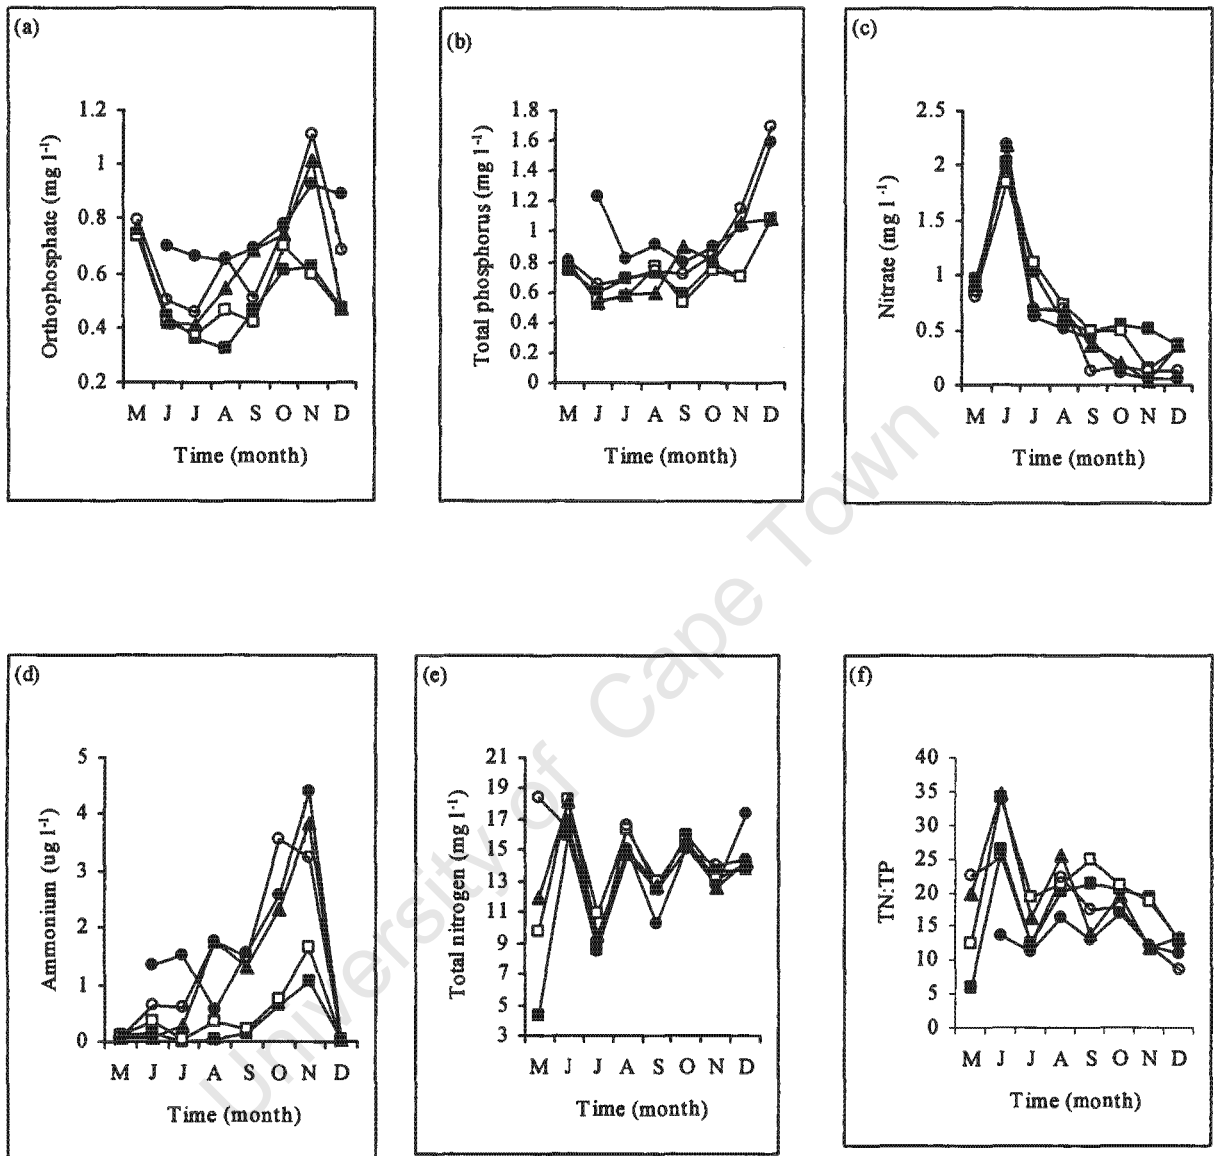 (a)
Orthophosphate (mg l-1)
1.2
1
0.8
0.6
0.4
0.2
M J J A S O N D
Time (month)
(b)
Total phosphorus (mg l-1)
1.8
1.6
1.4
1.2
1
0.8
0.6
0.4
0.2
0
M J J A S O N D
Time (month)
(c)
Nitrate (mg l-1)
2.5
2
1.5
1
0.5
0
M J J A S O N D
Time (month)
(d)
Ammonium (ug l-1)
5
4
3
2
1
0
M J J A S O N D
Time (month)
(e)
Total nitrogen (mg l-1)
21
19
17
15
13
11
9
7
5
3
M J J A S O N D
Time (month)
(f)
TN:TP
40
35
30
25
20
15
10
5
0
M J J A S O N D
Time (month)
University of Cape Town